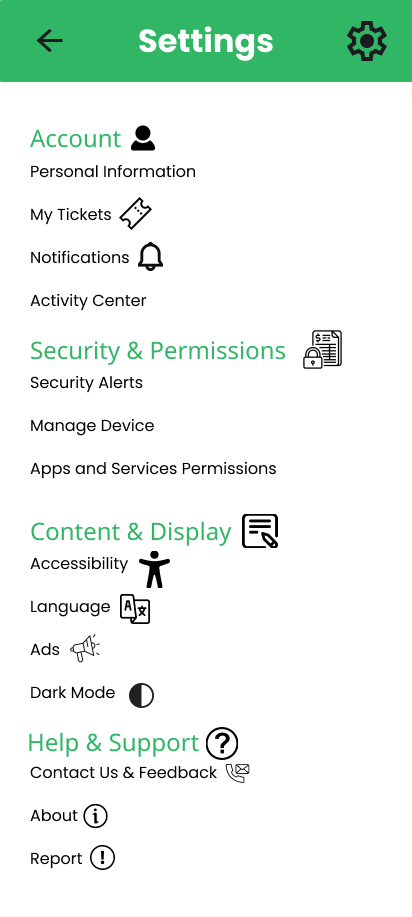 Settings
Account
Personal Information
My Tickets
Notifications
Activity Center
Security & Permissions
Security Alerts
Manage Device
Apps and Services Permissions
Content & Display
Accessibility
Language
Ads
Dark Mode
Help & Support
Contact Us & Feedback
About
Report